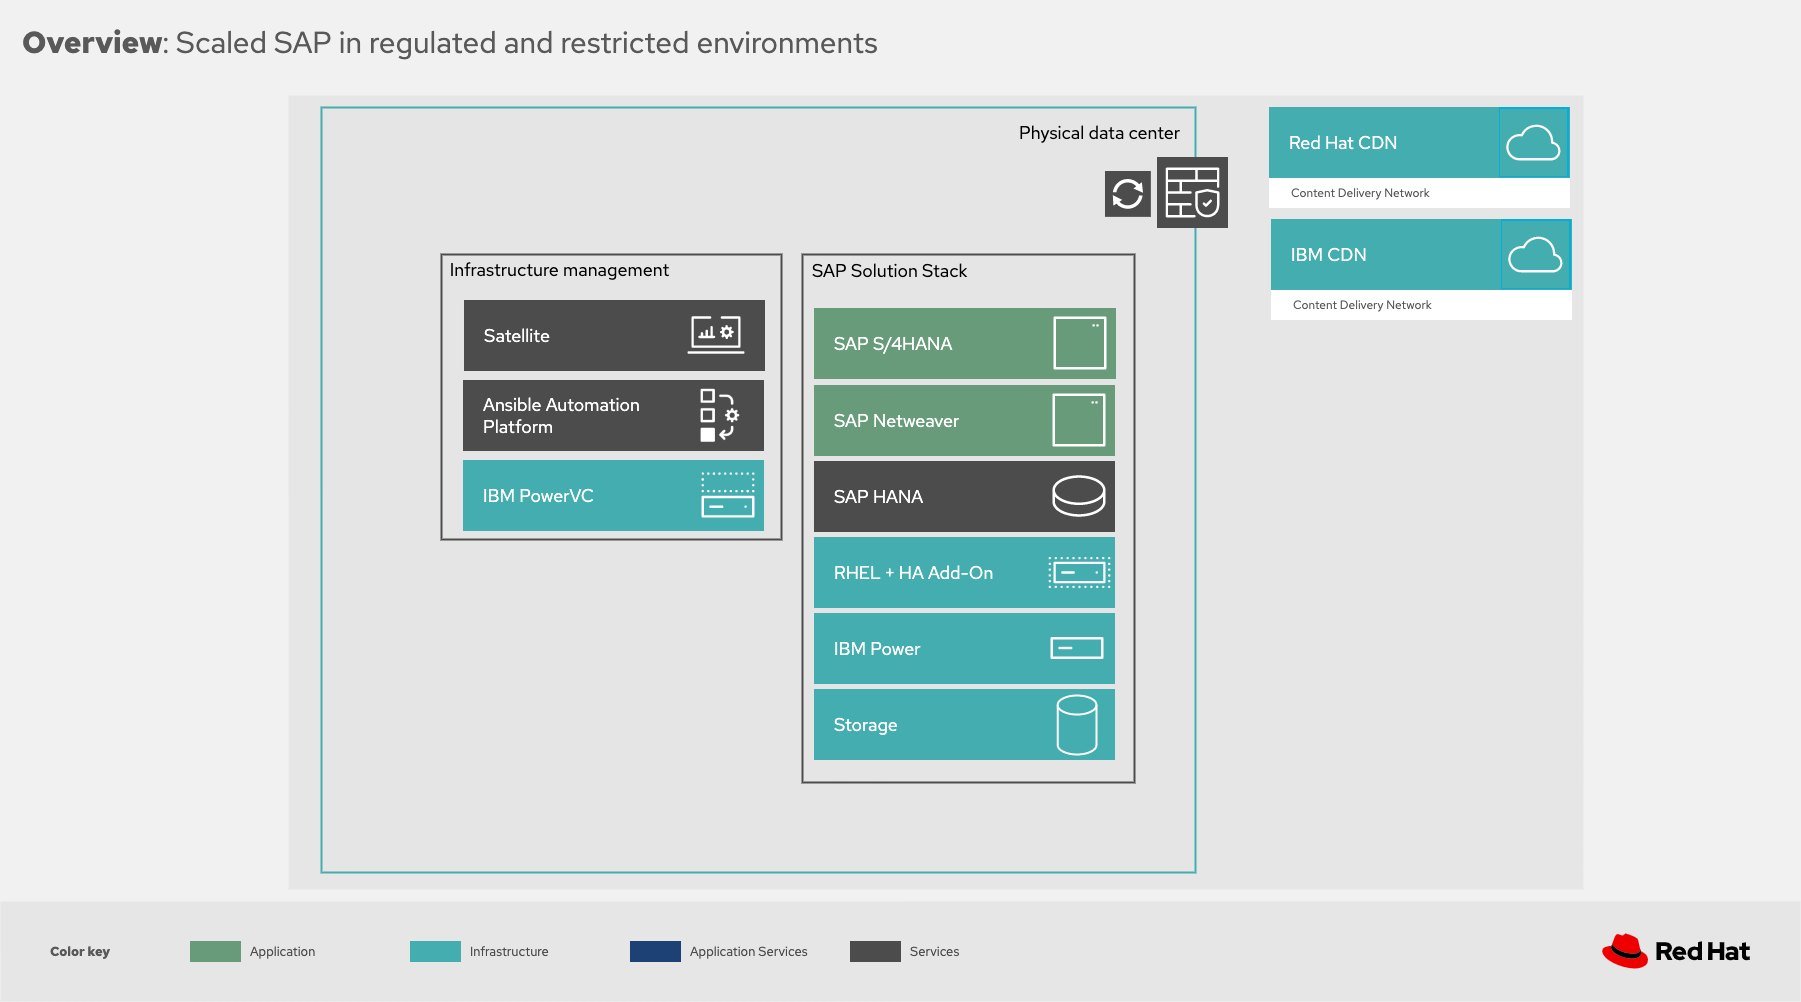 Overview: Scaled SAP in regulated and restricted environments
Physical data center
Red Hat CDN
Content Delivery Network
IBM CDN
Content Delivery Network
Infrastructure management
Satellite
Ansible Automation
Platform
IBM PowerVC
SAP Solution Stack
SAP S/4HANA
SAP Netweaver
SAP HANA
RHEL + HA Add-On
IBM Power
Storage
Color key
Application
Infrastructure
Application Services
Services
Red Hat